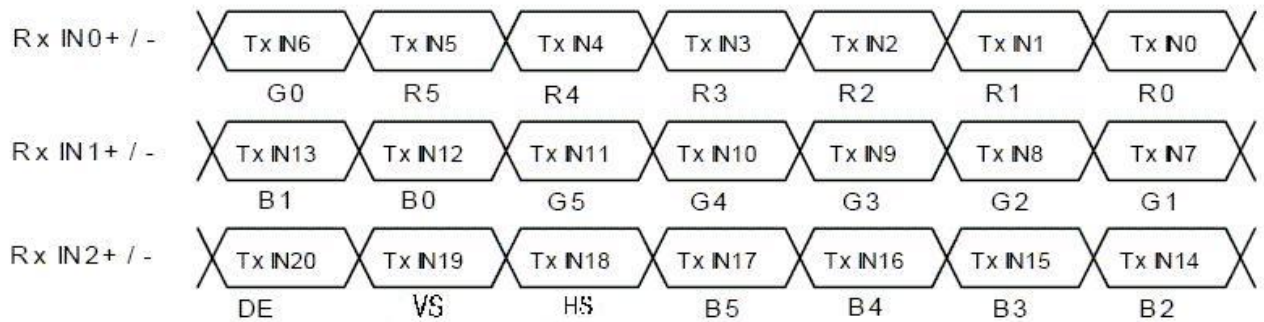 Rx IN0+ / - Tx IN6 Tx IN5 Tx IN4 Tx IN3 Tx IN2 Tx IN1 Tx IN0
G0 R5 R4 R3 R2 R1 R0
Rx IN1+ / - Tx IN13 Tx IN12 Tx IN11 Tx IN10 Tx IN9 Tx IN8 Tx IN7
B1 B0 G5 G4 G3 G2 G1
Rx IN2+ / - Tx IN20 Tx IN19 Tx IN18 Tx IN17 Tx IN16 Tx IN15 Tx IN14
DE VS HS B5 B4 B3 B2